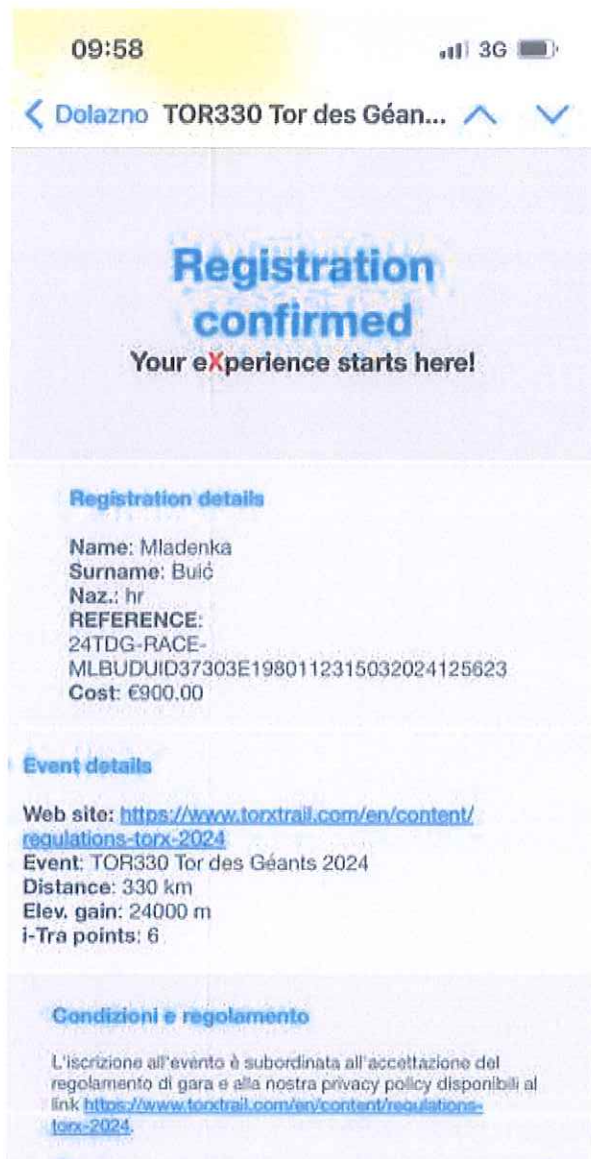 09:58 3G
Dolazno TOR330 Tor des Géan...
Registration
confirmed
Your eXperience starts here!
Registration details
Name: Mladenka
Surname: Buić
Naz.: hr
REFERENCE:
24TDG-RACE-
MLBUDUID37303E1980112315032024125623
Cost: €900.00
Event details
Web site: https://www.torxtrail.com/en/content/
regulations-torx-2024
Event: TOR330 Tor des Géants 2024
Distance: 330 km
Elev. gain: 24000 m
i-Tra points: 6
Condizioni e regolamento
L'iscrizione all'evento è subordinata all'accettazione del
regolamento di gara e alla nostra privacy policy disponibili al
link https://www.torxtrail.com/en/content/regulations-
torx-2024.